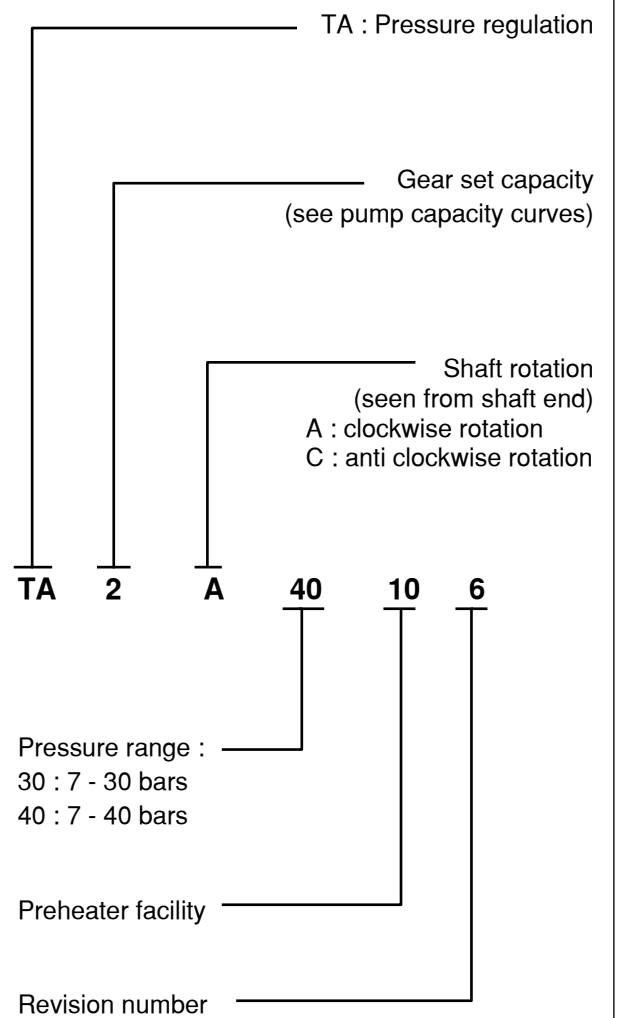 TA : Pressure regulation
Gear set capacity
(see pump capacity curves)
Shaft rotation
(seen from shaft end)
A : clockwise rotation
C : anti clockwise rotation
TA 2 A 40 10 6
Pressure range :
30 : 7 - 30 bars
40 : 7 - 40 bars
Preheater facility
Revision number